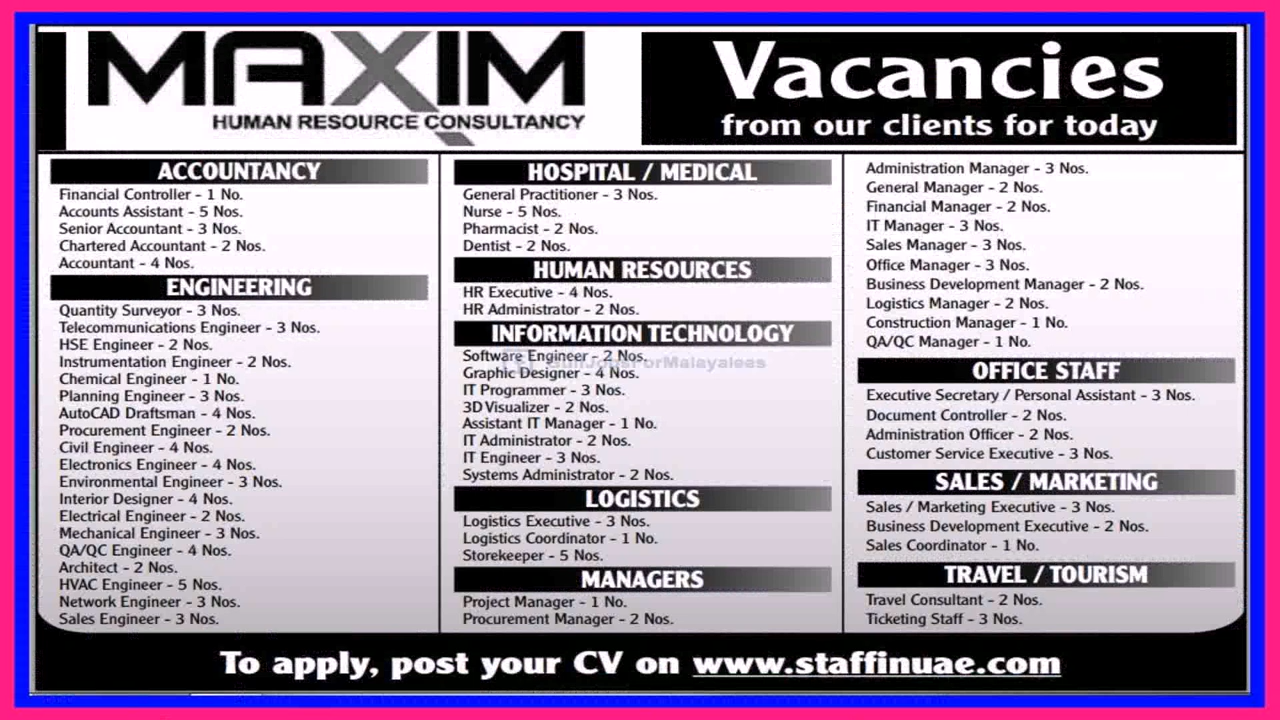 MAXIM
HUMAN RESOURCE CONSULTANCY
Vacancies
from our clients for today
ACCOUNTANCY
Financial Controller - 1 No.
Accounts Assistant - 5 Nos.
Senior Accountant - 3 Nos.
Chartered Accountant - 2 Nos.
Accountant - 4 Nos.
ENGINEERING
Quantity Surveyor - 3 Nos.
Telecommunications Engineer - 3 Nos.
HSE Engineer - 2 Nos.
Instrumentation Engineer - 2 Nos.
Chemical Engineer - 1 No.
Planning Engineer - 3 Nos.
AutoCAD Draftsman - 4 Nos.
Procurement Engineer - 2 Nos.
Civil Engineer - 4 Nos.
Electronics Engineer - 4 Nos.
Environmental Engineer - 3 Nos.
Interior Designer - 4 Nos.
Electrical Engineer - 2 Nos.
Mechanical Engineer - 3 Nos.
QA/QC Engineer - 4 Nos.
Architect - 2 Nos.
HVAC Engineer - 5 Nos.
Network Engineer - 3 Nos.
Sales Engineer - 3 Nos.
HOSPITAL / MEDICAL
General Practitioner - 3 Nos.
Nurse - 5 Nos.
Pharmacist - 2 Nos.
Dentist - 2 Nos.
HUMAN RESOURCES
HR Executive - 4 Nos.
HR Administrator - 2 Nos.
INFORMATION TECHNOLOGY
Software Engineer - 2 Nos.
GulfJobsForMalayalees
Graphic Designer - 4 Nos.
IT Programmer - 3 Nos.
3D Visualizer - 2 Nos.
Assistant IT Manager - 1 No.
IT Administrator - 2 Nos.
IT Engineer - 3 Nos.
Systems Administrator - 2 Nos.
LOGISTICS
Logistics Executive - 3 Nos.
Logistics Coordinator - 1 No.
Storekeeper - 5 Nos.
MANAGERS
Project Manager - 1 No.
Procurement Manager - 2 Nos.
Administration Manager - 3 Nos.
General Manager - 2 Nos.
Financial Manager - 2 Nos.
IT Manager - 3 Nos.
Sales Manager - 3 Nos.
Office Manager - 3 Nos.
Business Development Manager - 2 Nos.
Logistics Manager - 2 Nos.
Construction Manager - 1 No.
QA/QC Manager - 1 No.
OFFICE STAFF
Executive Secretary / Personal Assistant - 3 Nos.
Document Controller - 2 Nos.
Administration Officer - 2 Nos.
Customer Service Executive - 3 Nos.
SALES / MARKETING
Sales / Marketing Executive - 3 Nos.
Business Development Executive - 2 Nos.
Sales Coordinator - 1 No.
TRAVEL / TOURISM
Travel Consultant - 2 Nos.
Ticketing Staff - 3 Nos.
To apply, post your CV on www.staffinuae.com